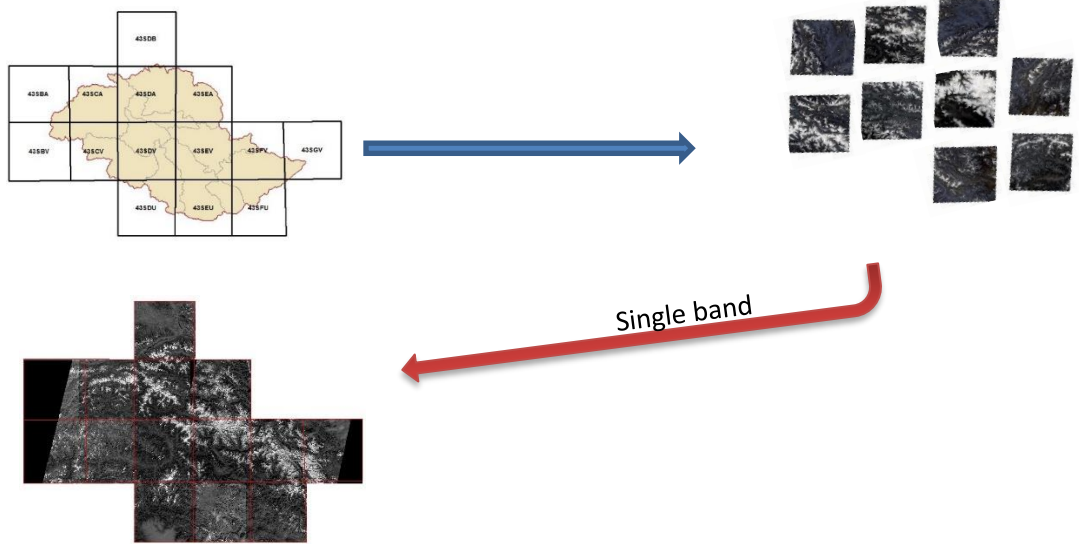 43SDB
43SBA 43SCA 43SDA 43SEA
43SBV 43SCV 43SDV 43SEV 43SFV 43SGV
43SDU 43SEU 43SFU
Single band